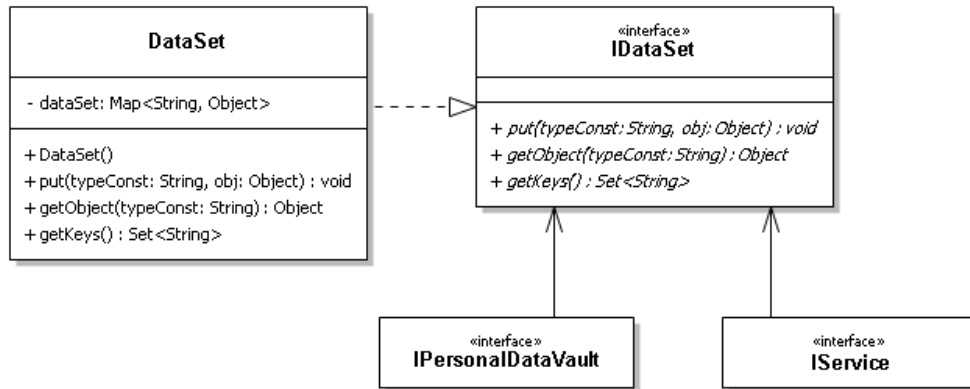 DataSet
- dataSet: Map<String, Object>
+ DataSet()
+ put(typeConst: String, obj: Object) : void
+ getObject(typeConst: String) : Object
+ getKeys() : Set<String>
«interface»
IDataSet
+ put(typeConst: String, obj: Object) : void
+ getObject(typeConst: String) : Object
+ getKeys() : Set<String>
«interface»
IPersonalDataVault
«interface»
IService